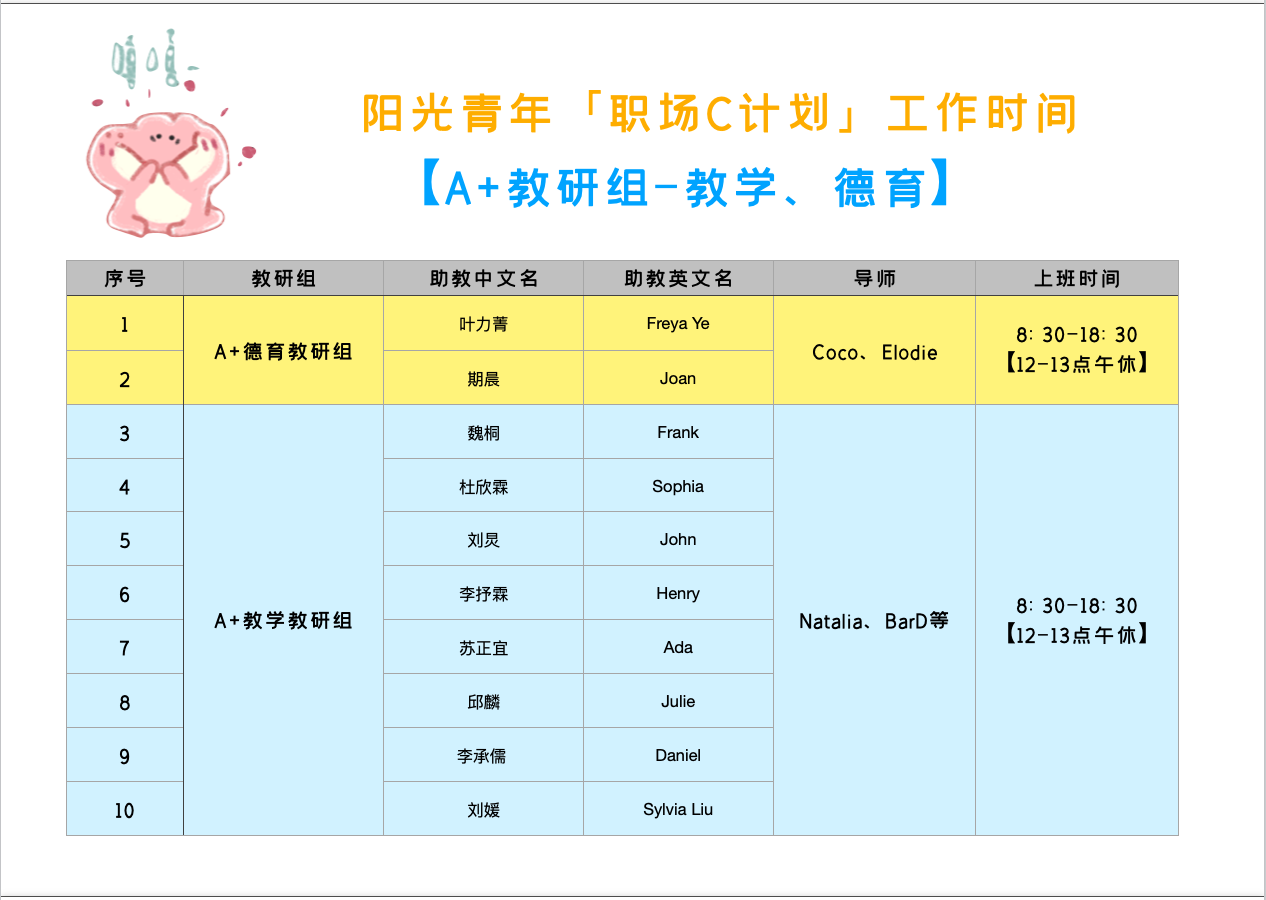 嘻嘻
阳光青年「职场C计划」工作时间
【A+教研组-教学、德育】
序号 教研组 助教中文名 助教英文名 导师 上班时间
1 A+德育教研组 叶力菁 Freya Ye Coco、Elodie 8：30-18：30
【12-13点午休】
2 期晨 Joan
3 A+教学教研组 魏桐 Frank Natalia、BarD等 8：30-18：30
【12-13点午休】
4 杜欣霖 Sophia
5 刘炅 John
6 李抒霖 Henry
7 苏正宜 Ada
8 邱麟 Julie
9 李承儒 Daniel
10 刘媛 Sylvia Liu